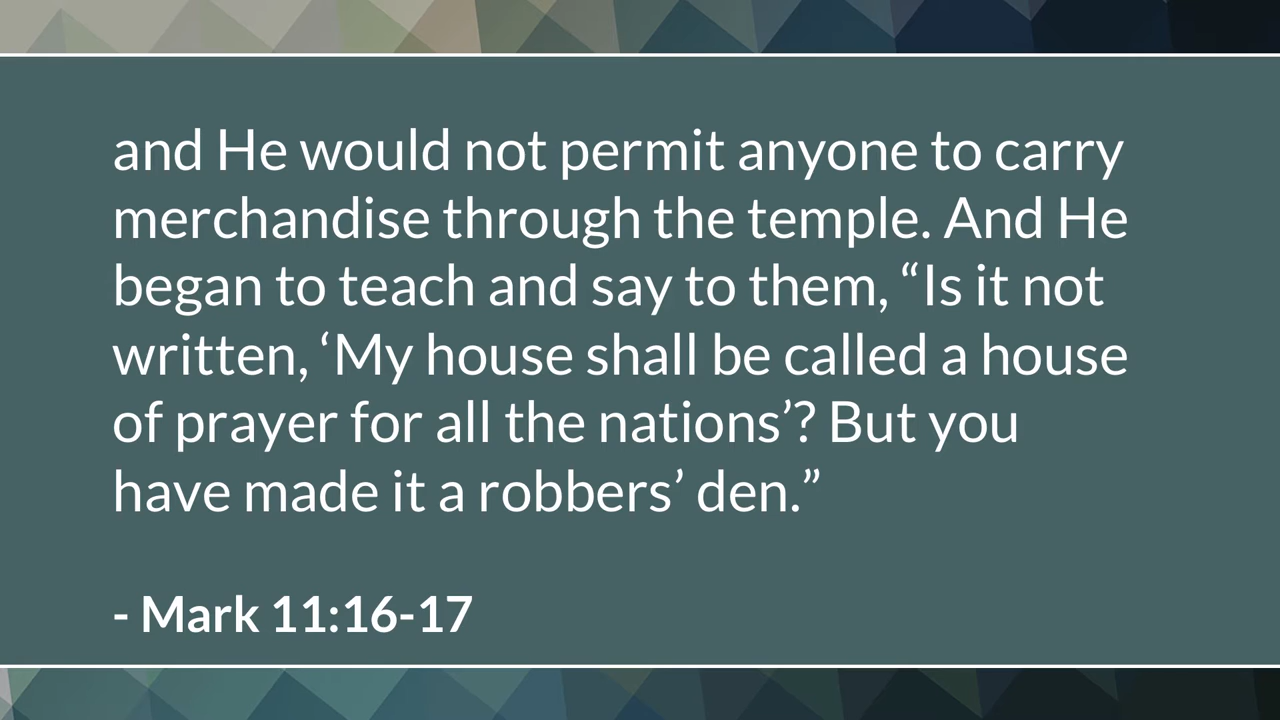 and He would not permit anyone to carry
merchandise through the temple. And He
began to teach and say to them, “Is it not
written, ‘My house shall be called a house
of prayer for all the nations’? But you
have made it a robbers’ den.”
- Mark 11:16-17